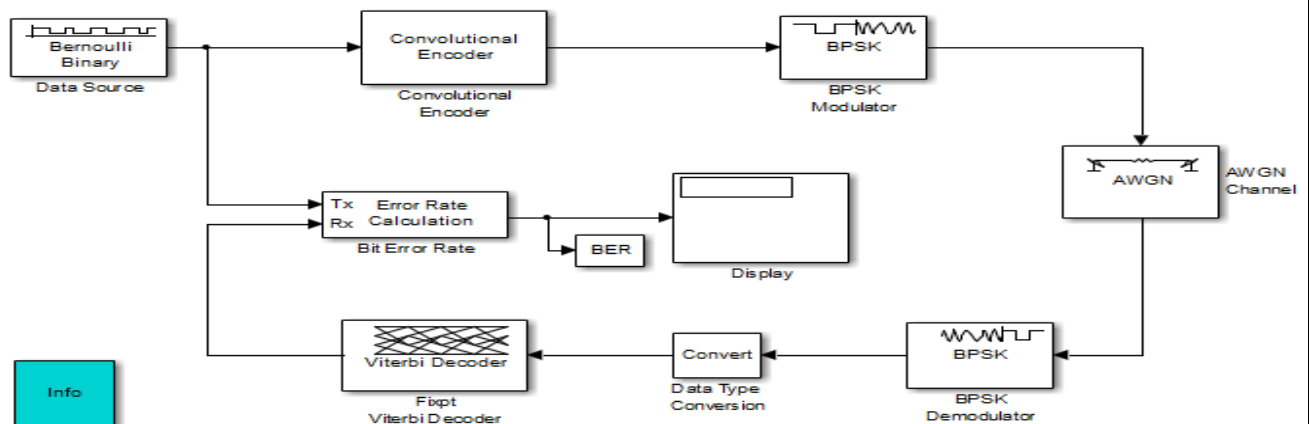 Bernoulli
Binary
Data Source
Convolutional
Encoder
Convolutional
Encoder
BPSK
BPSK
Modulator
AWGN
AWGN
Channel
Tx
Rx
Error Rate
Calculation
Bit Error Rate
BER
Display
Viterbi Decoder
Fixpt
Viterbi Decoder
Convert
Data Type
Conversion
BPSK
BPSK
Demodulator
Info